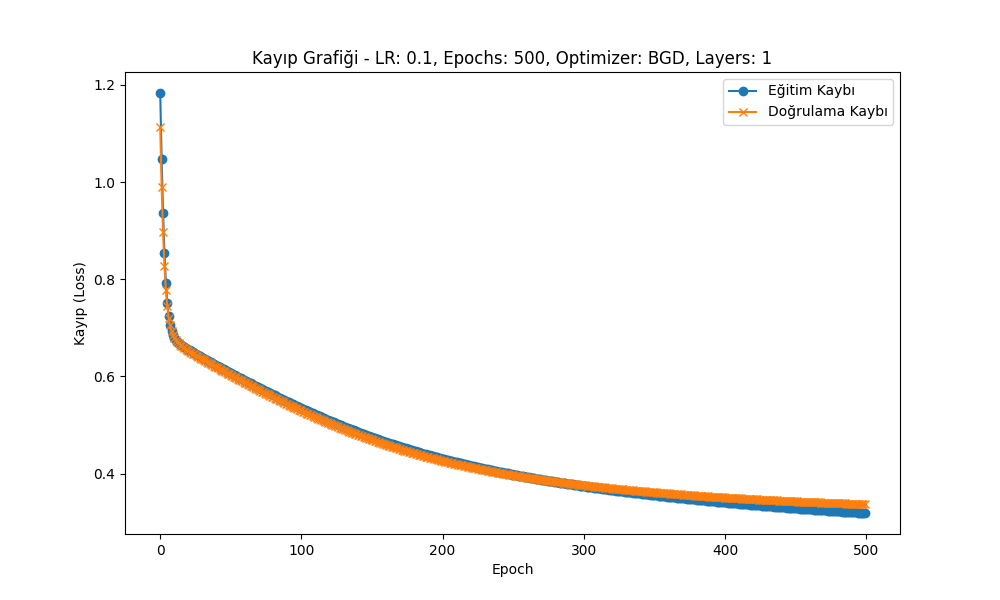 Kayıp Grafiği - LR: 0.1, Epochs: 500, Optimizer: BGD, Layers: 1
Eğitim Kaybı
Doğrulama Kaybı
Kayıp (Loss)
1.2
1.0
0.8
0.6
0.4
0 100 200 300 400 500
Epoch